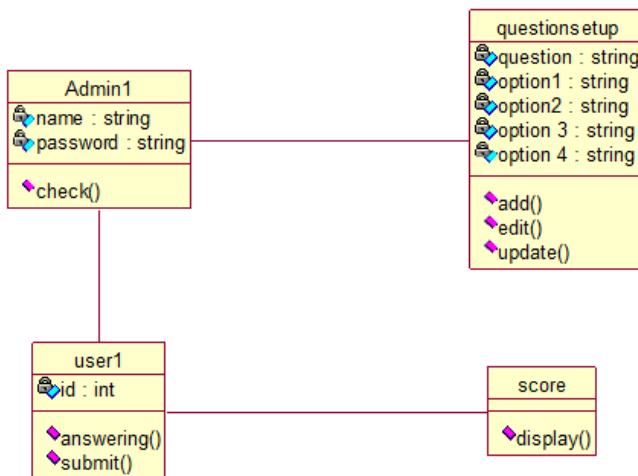 Admin1
name : string
password : string
check()
questionsetup
question : string
option1 : string
option2 : string
option 3 : string
option 4 : string
add()
edit()
update()
user1
id : int
answering()
submit()
score
display()